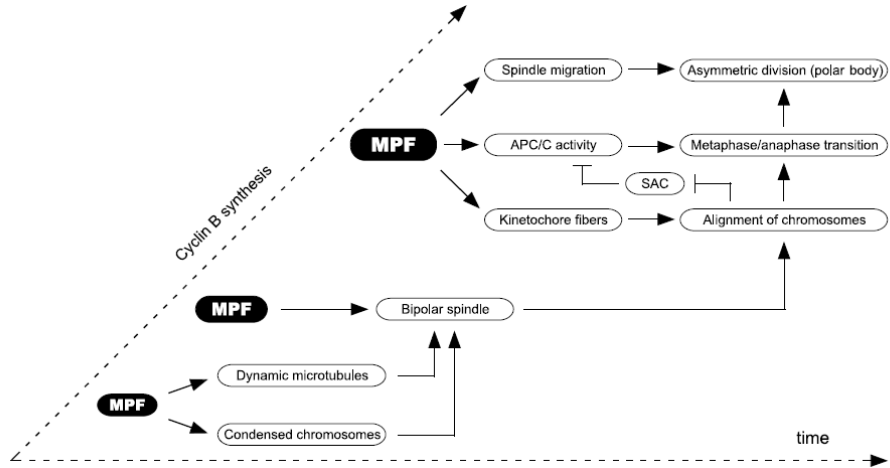 Spindle migration
Asymmetric division (polar body)
MPF
APC/C activity
Metaphase/anaphase transition
SAC
Cyclin B synthesis
Kinetochore fibers
Alignment of chromosomes
MPF
Bipolar spindle
Dynamic microtubules
MPF
Condensed chromosomes
time